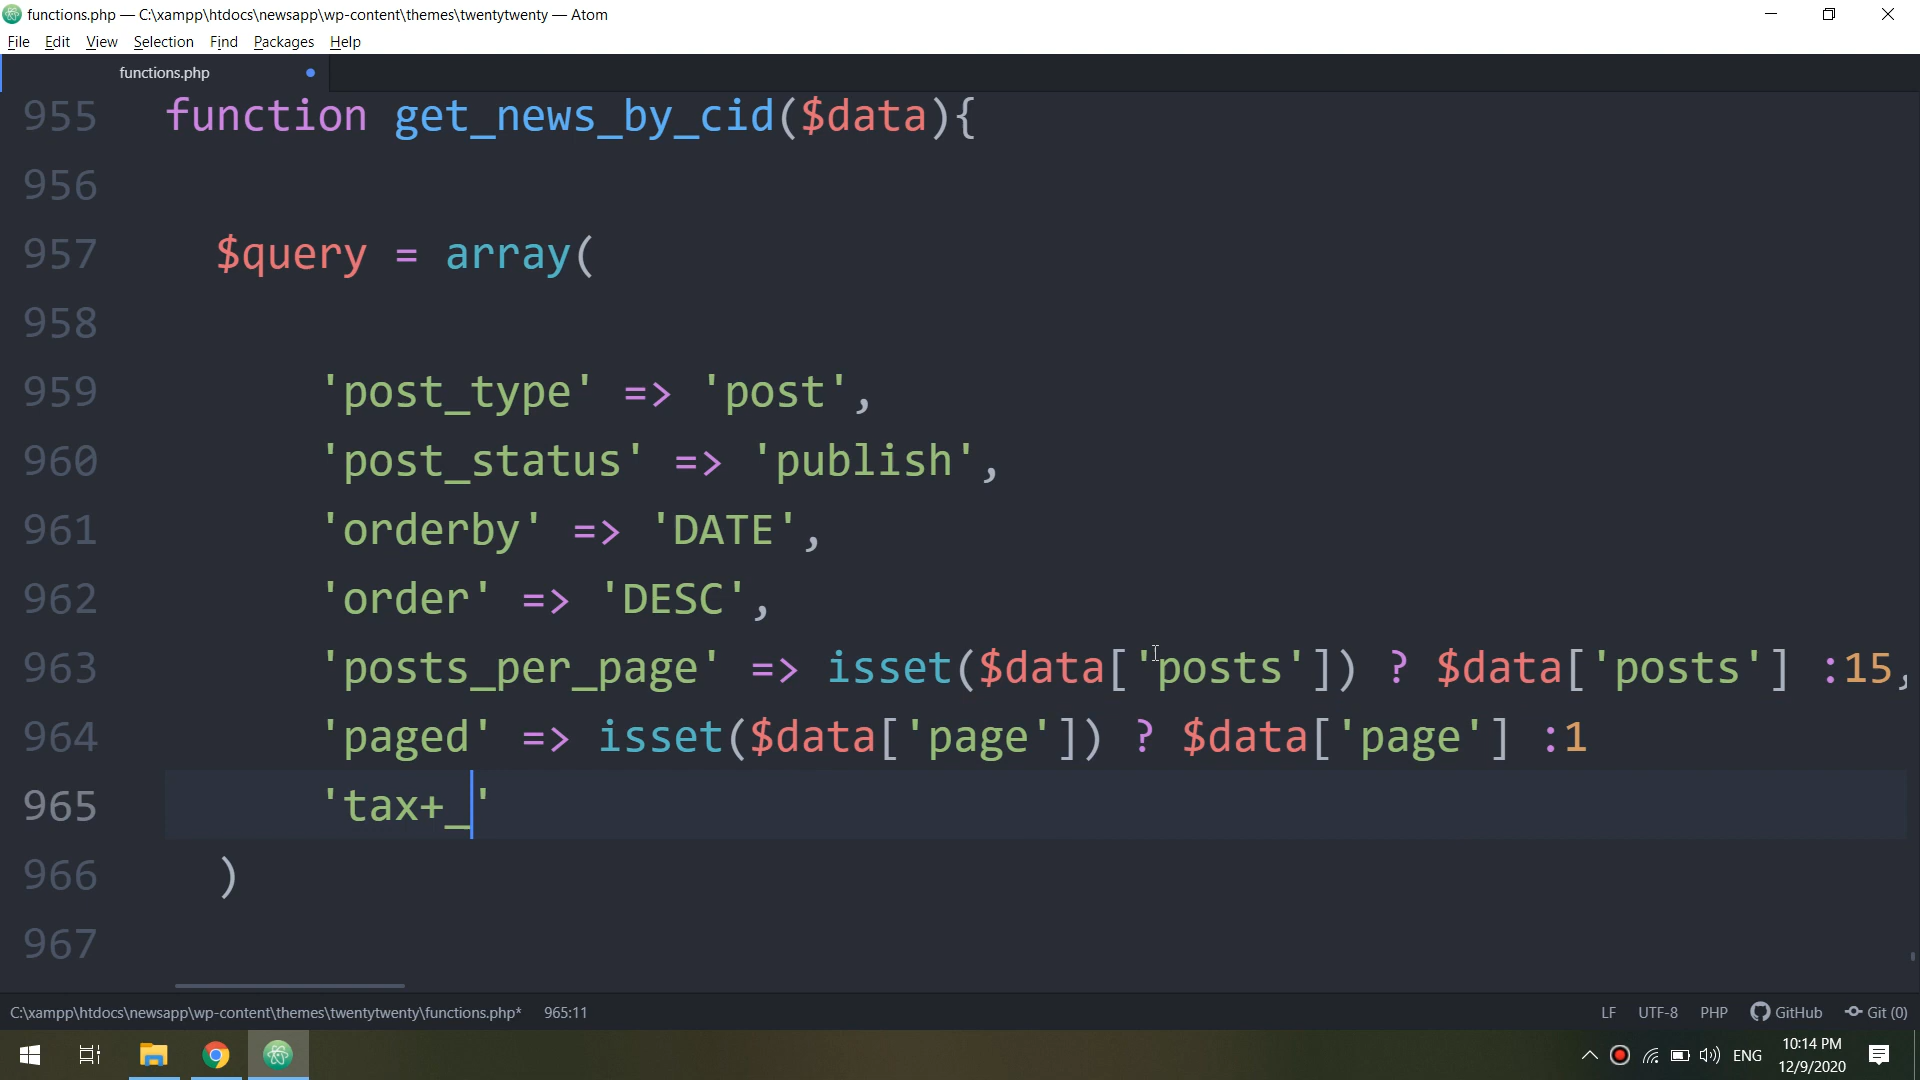 functions.php — C:\xampp\htdocs\newsapp\wp-content\themes\twentytwenty — Atom
File Edit View Selection Find Packages Help
functions.php
955 function get_news_by_cid($data){
956
957 $query = array(
958
959 'post_type' => 'post',
960 'post_status' => 'publish',
961 'orderby' => 'DATE',
962 'order' => 'DESC',
963 'posts_per_page' => isset($data['posts']) ? $data['posts'] :15,
964 'paged' => isset($data['page']) ? $data['page'] :1
965 'tax+_'
966 )
967
C:\xampp\htdocs\newsapp\wp-content\themes\twentytwenty\functions.php* 965:11 LF UTF-8 PHP GitHub Git (0)
ENG 10:14 PM
12/9/2020